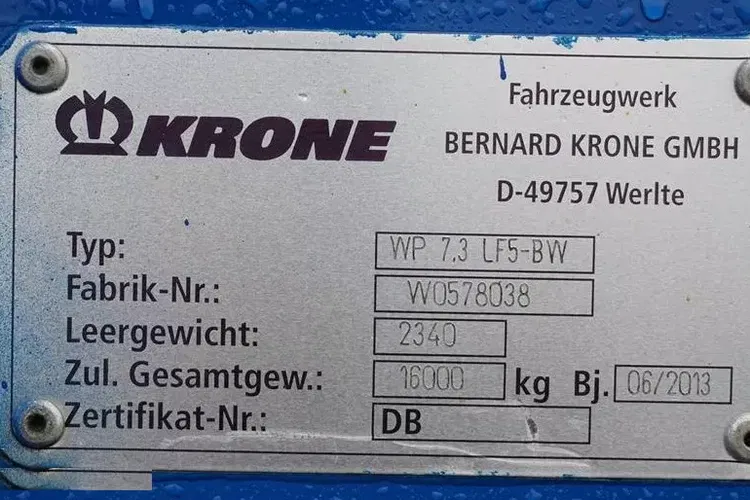 KRONE
Fahrzeugwerk
BERNARD KRONE GMBH
D-49757 Werlte
Typ: WP 7.3 LF5-BW
Fabrik-Nr.: W0578038
Leergewicht: 2340
Zul. Gesamtgew.: 16000 kg Bj. 06/2013
Zertifikat-Nr.: DB